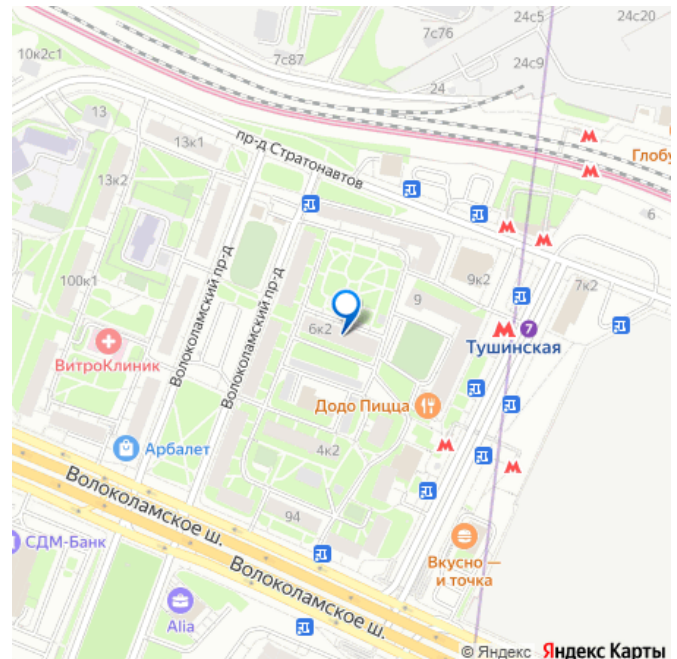 24с5
24с20
7с76
10к2с1
7с87
24с9
24
13
13к1
пр-д Стратонавтов
Глобу
13к2
6
100к1
Волоколамский пр-д
Волоколамский пр-д
9к2
7к2
9
6к2
7
Тушинская
ВитроКлиник
Додо Пицца
Арбалет
4к2
Волоколамское ш.
94
СДМ-Банк
Вкусно —
и точка
Волоколамское ш.
Alia
© Яндекс Яндекс Карты